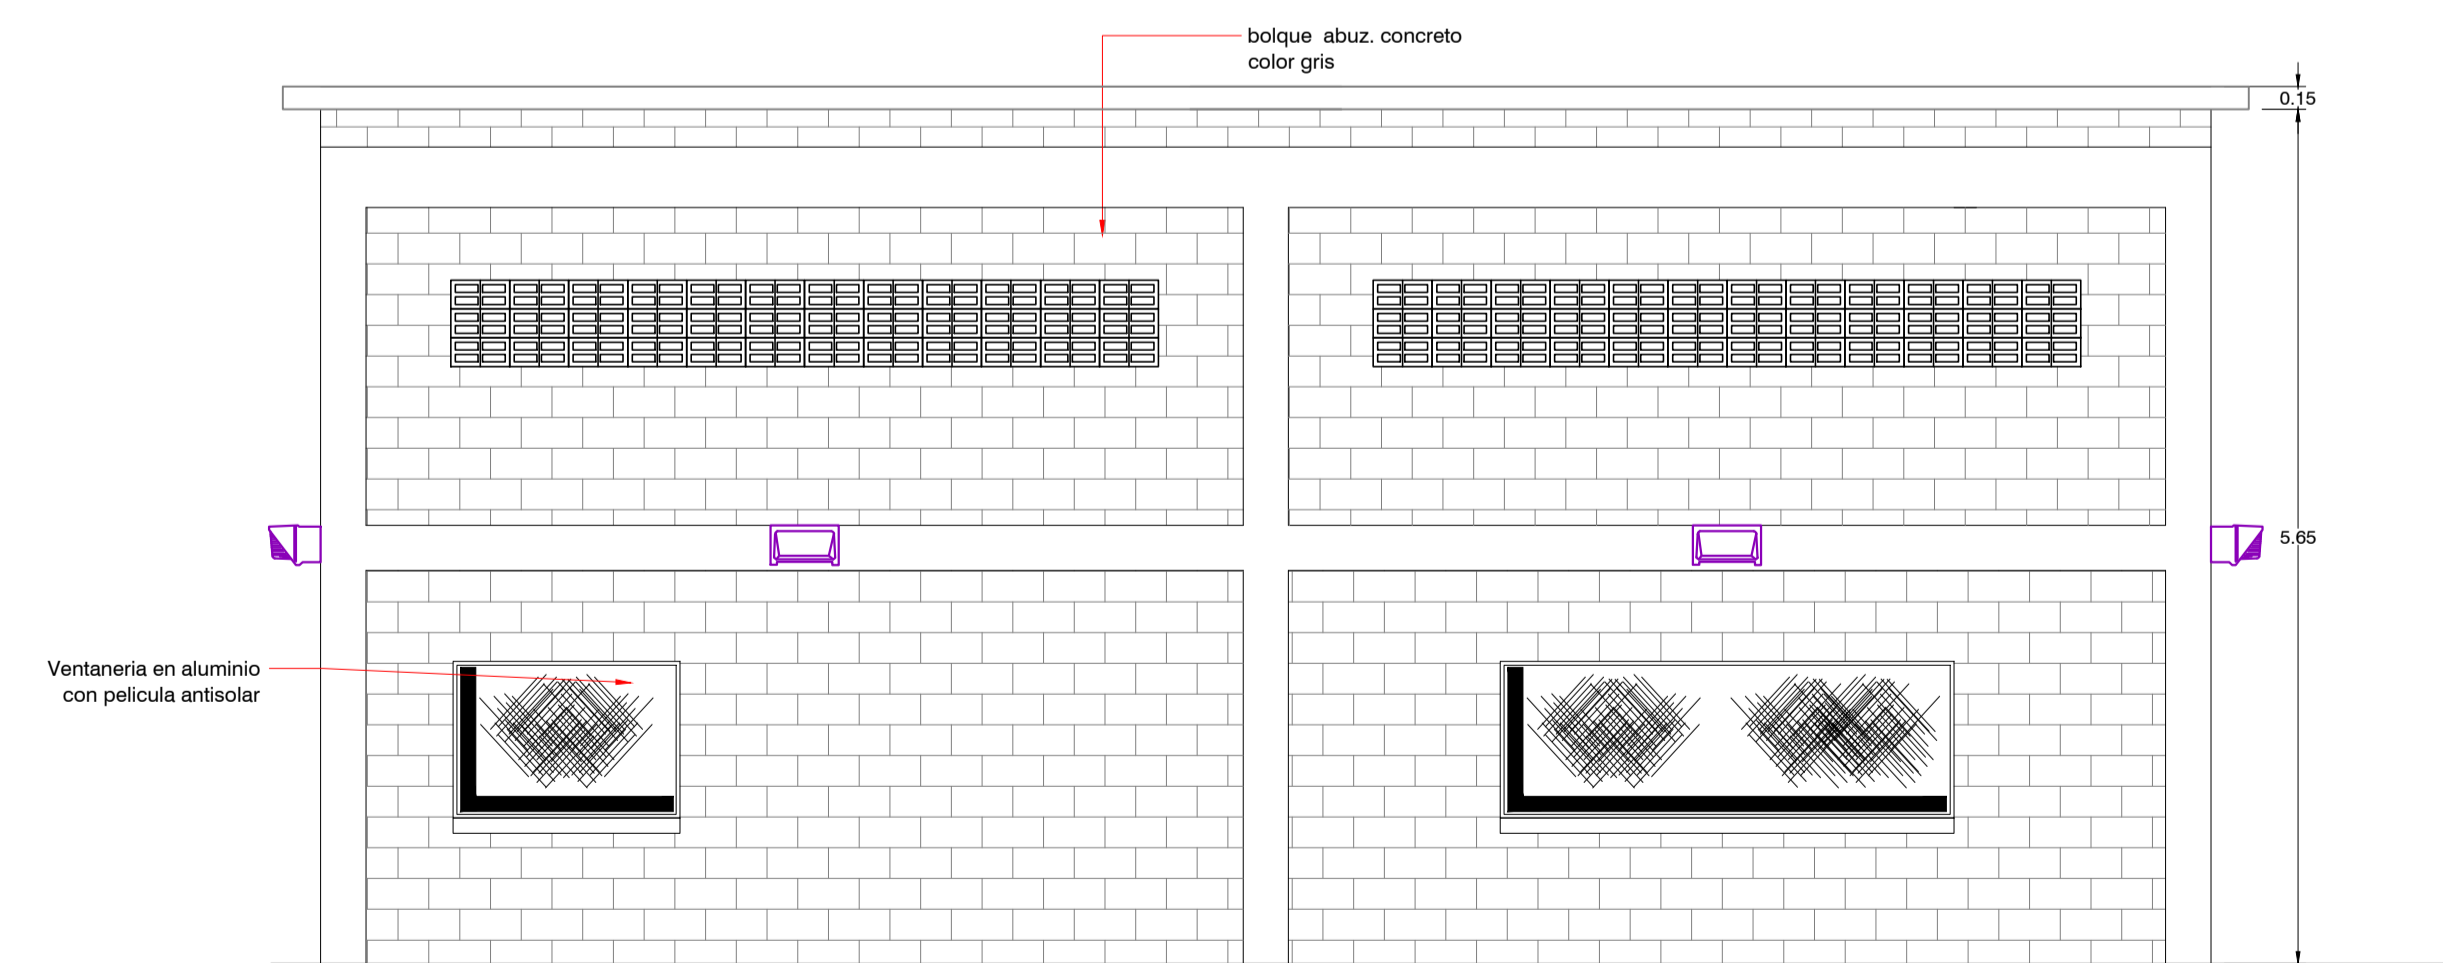 bolque abuz. concreto
color gris
0.15
5.65
Ventaneria en aluminio
con pelicula antisolar